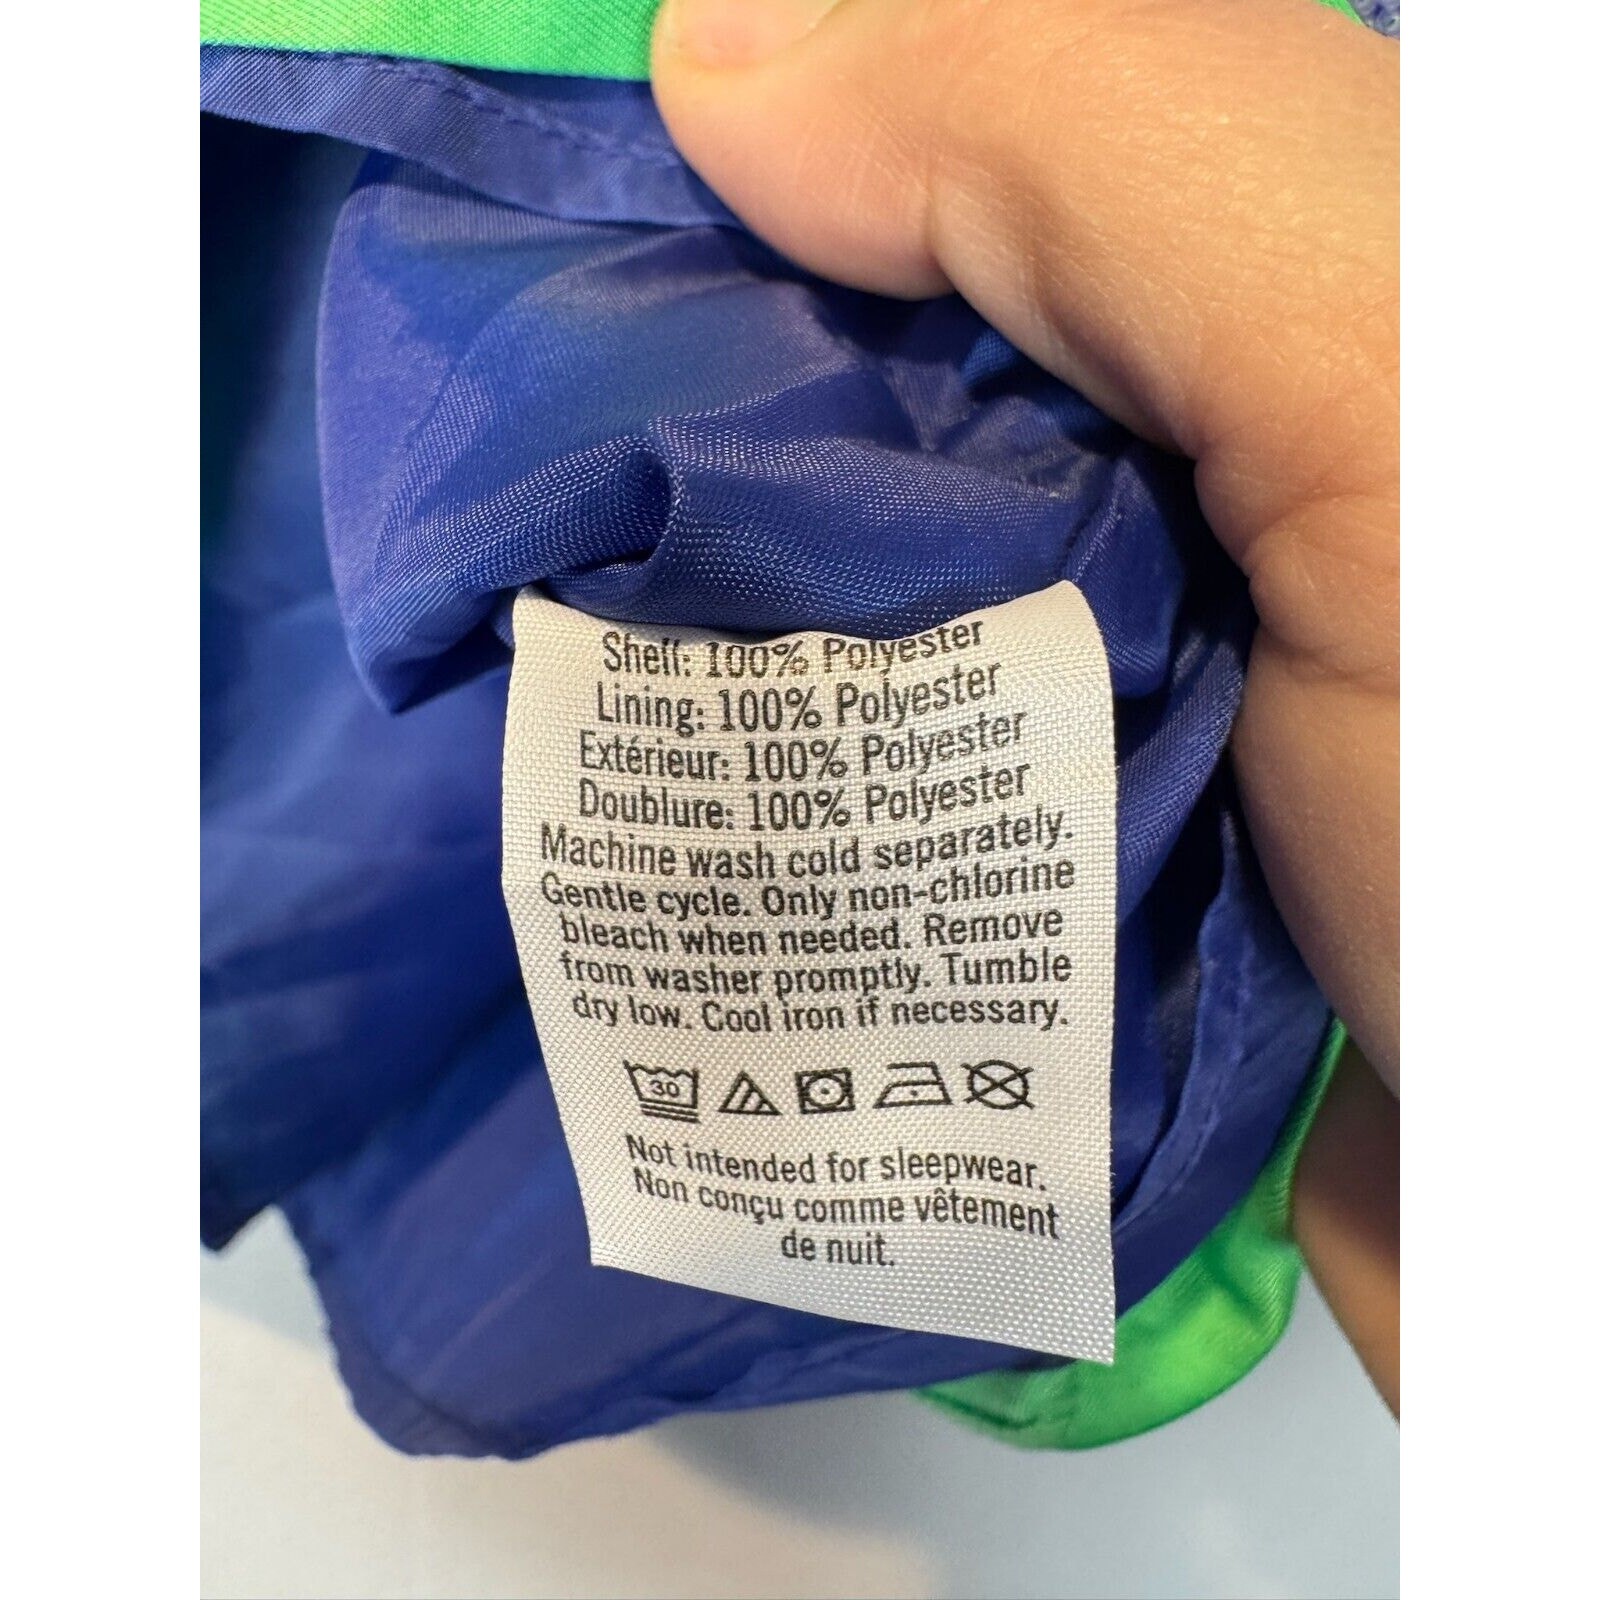 Shell: 100% Polyester
Lining: 100% Polyester
Extérieur: 100% Polyester
Doublure: 100% Polyester
Machine wash cold separately.
Gentle cycle. Only non-chlorine
bleach when needed. Remove
from washer promptly. Tumble
dry low. Cool iron if necessary.
30
Not intended for sleepwear.
Non conçu comme vêtement
de nuit.